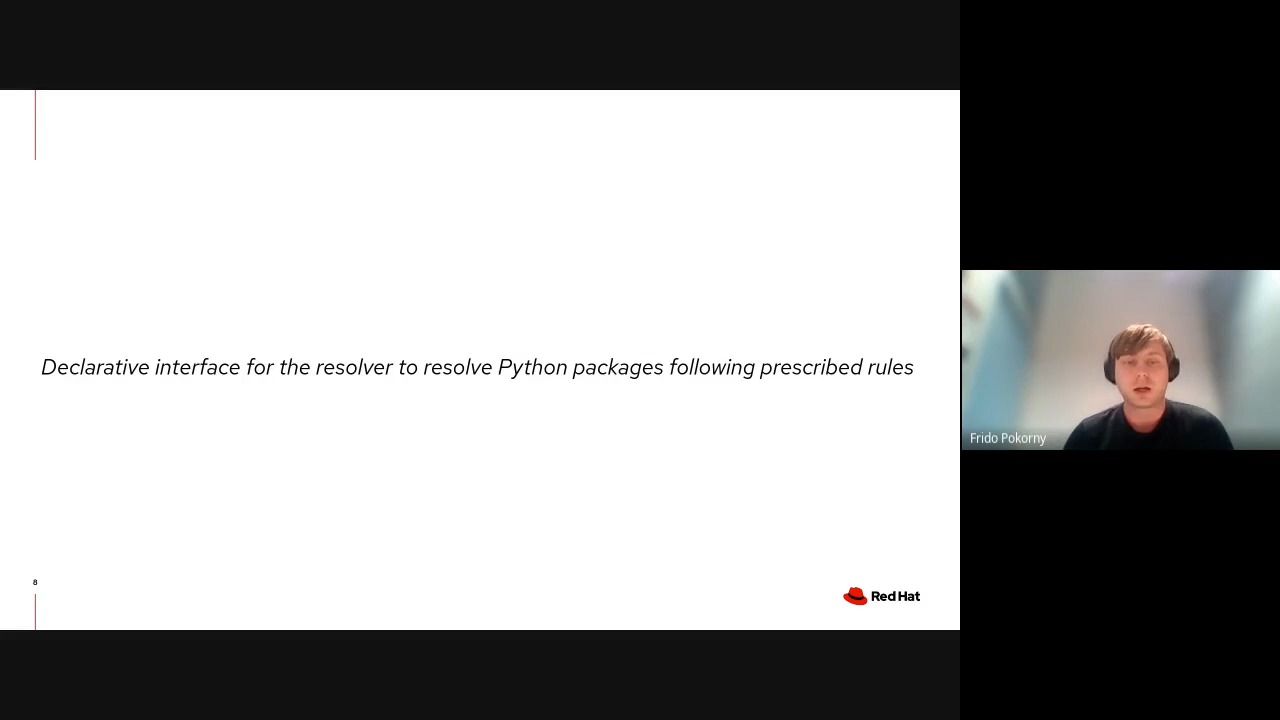 Declarative interface for the resolver to resolve Python packages following prescribed rules
Frido Pokorny
8
Red Hat